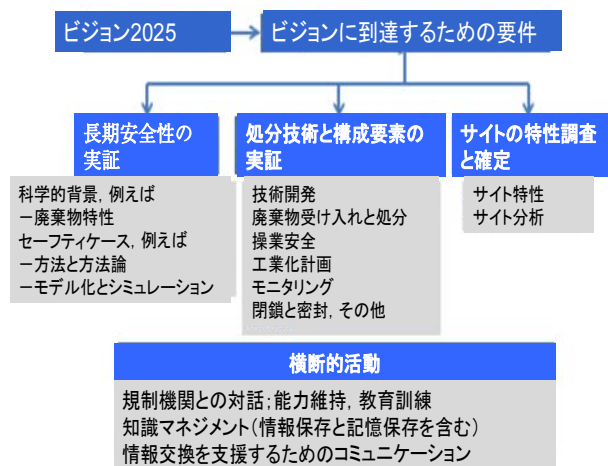 ビジョン2025
ビジョンに到達するための要件
長期安全性の
実証
科学的背景, 例えば
－廃棄物特性
セーフティケース, 例えば
－方法と方法論
－モデル化とシミュレーション
処分技術と構成要素の
実証
技術開発
廃棄物受け入れと処分
操業安全
工業化計画
モニタリング
閉鎖と密封, その他
サイトの特性調査
と確定
サイト特性
サイト分析
横断的活動
規制機関との対話;能力維持, 教育訓練
知識マネジメント(情報保存と記憶保存を含む)
情報交換を支援するためのコミュニケーション